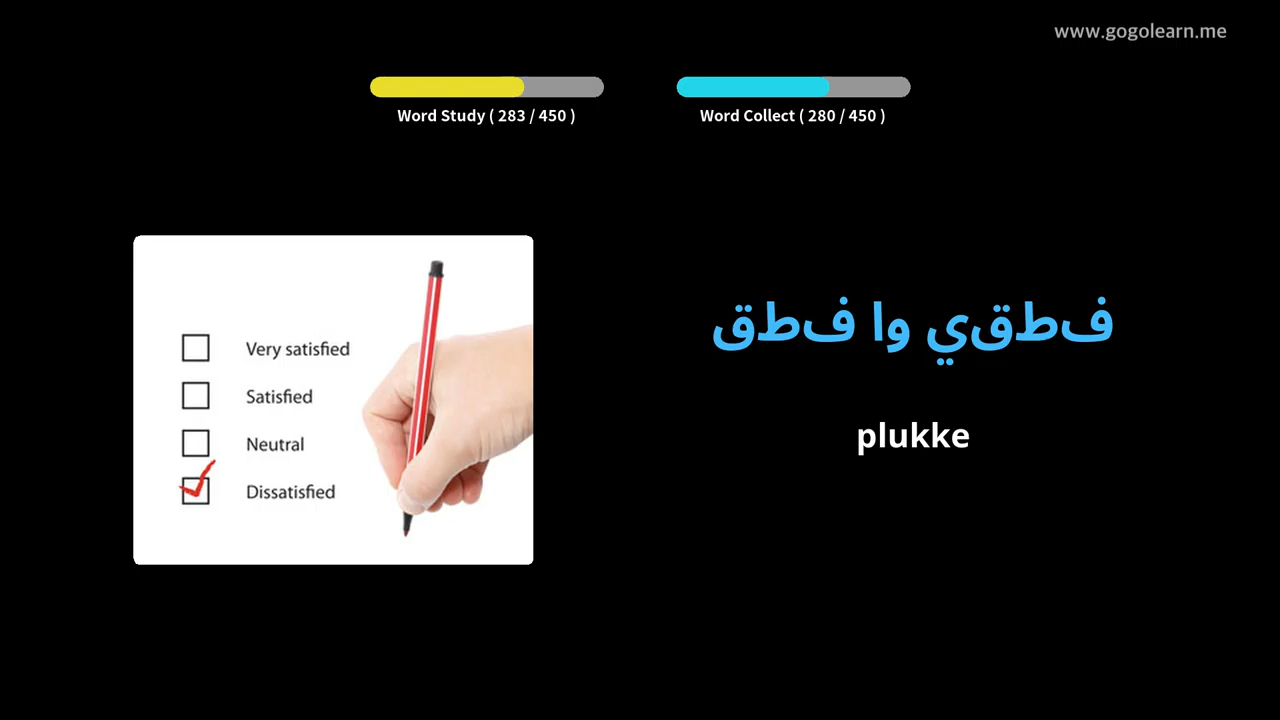 www.gogolearn.me
Word Study ( 283 / 450 )
Word Collect ( 280 / 450 )
Very satisfied
Satisfied
Neutral
Dissatisfied
فطقي وا فطق
plukke